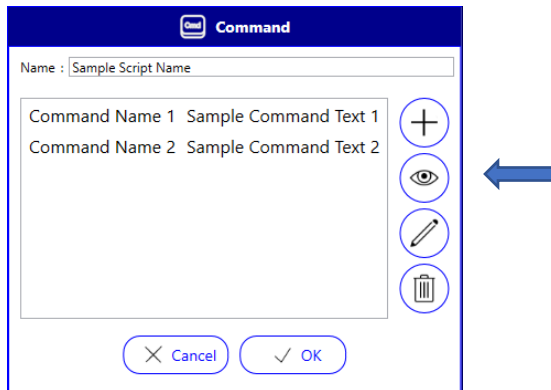 Cmd Command
Name : Sample Script Name
Command Name 1 Sample Command Text 1
Command Name 2 Sample Command Text 2
Cancel OK